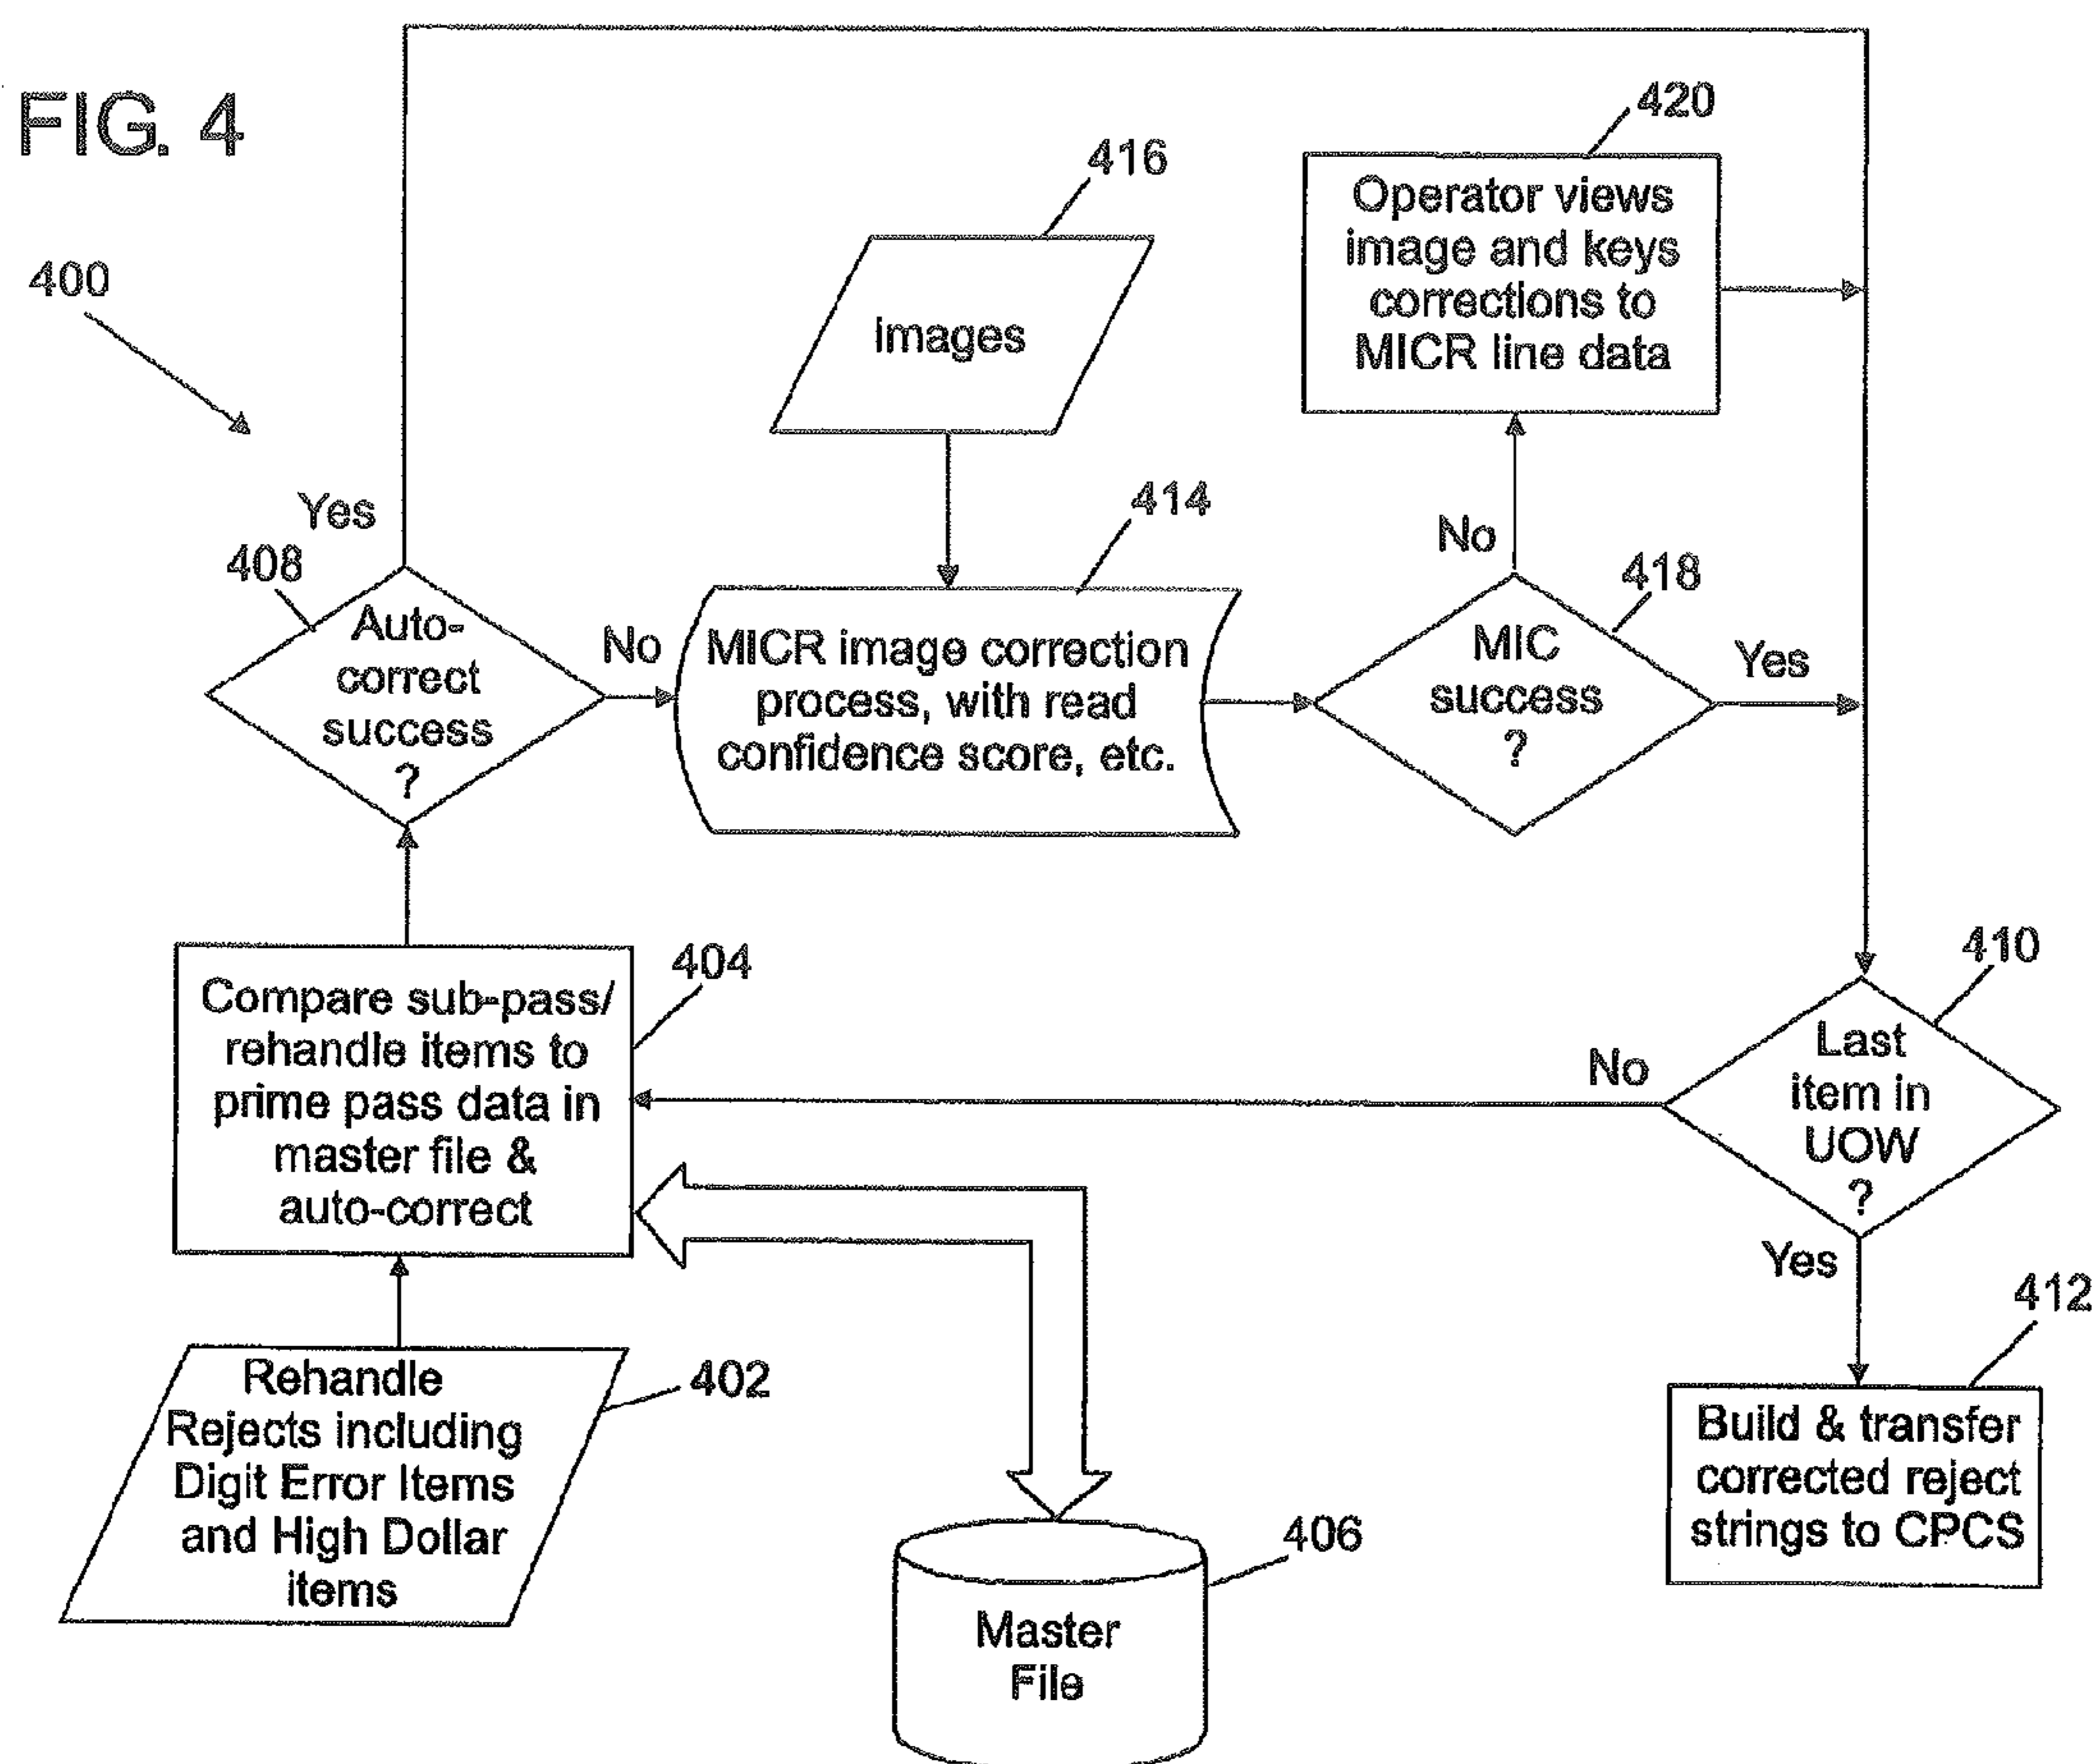 FIG. 4
400
416
Images
420
Operator views
image and keys
corrections to
MICR line data
Yes
408
Auto-
correct
success
?
No
414
MICR image correction
process, with read
confidence score, etc.
No
418
MIC
success
?
Yes
404
Compare sub-pass/
rehandle items to
prime pass data in
master file &
auto-correct
410
Last
item in
UOW
?
No
Yes
412
Build & transfer
corrected reject
strings to CPCS
402
Rehandle
Rejects including
Digit Error Items
and High Dollar
items
406
Master
File